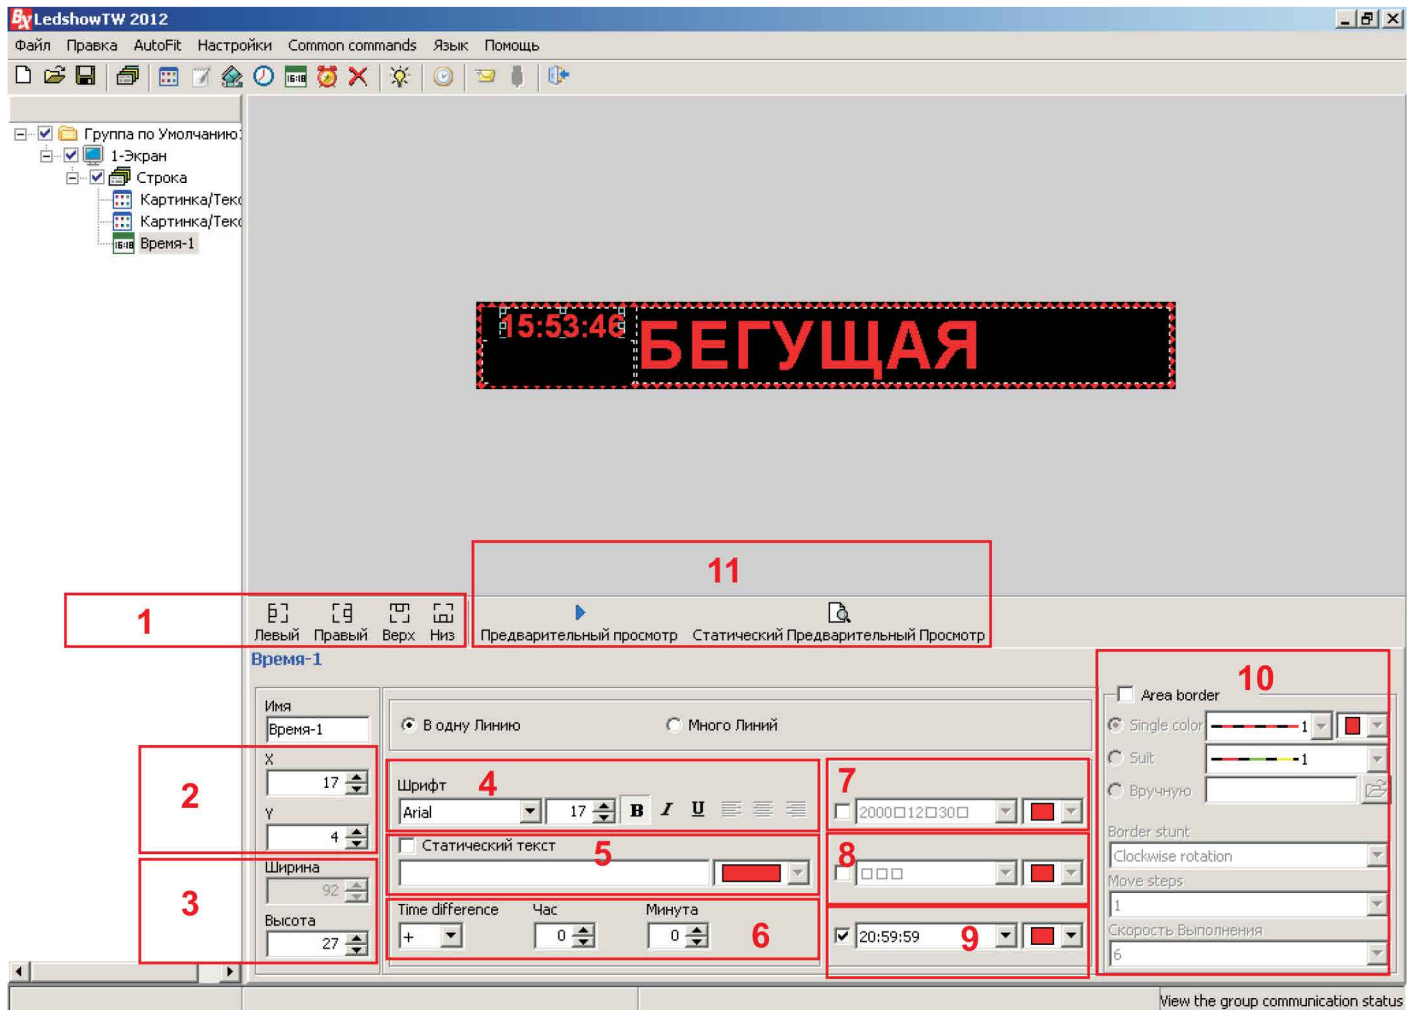 BX LedshowTW 2012
Файл Правка AutoFit Настройки Common commands Язык Помощь
Группа по Умолчанию1
1-Экран
Строка
Картинка/Текс
Картинка/Текс
16:18 Время-1
15:53:46 БЕГУЩАЯ
11
1
Левый Правый Верх Низ Предварительный просмотр Статический Предварительный Просмотр
Время-1
10
Имя
Время-1
В одну Линию Много Линий
Area border
Single color 1
Suit 1
Вручную
2
X
17
Y
4
4
Шрифт
Arial 17 B I U
7
2000□12□30□
5
Статический текст
8
□□□
Border stunt
Clockwise rotation
Move steps
1
Скорость Выполнения
6
3
Ширина
92
Высота
27
Time difference Час Минута
+ 0 0 6
20:59:59 9
View the group communication status